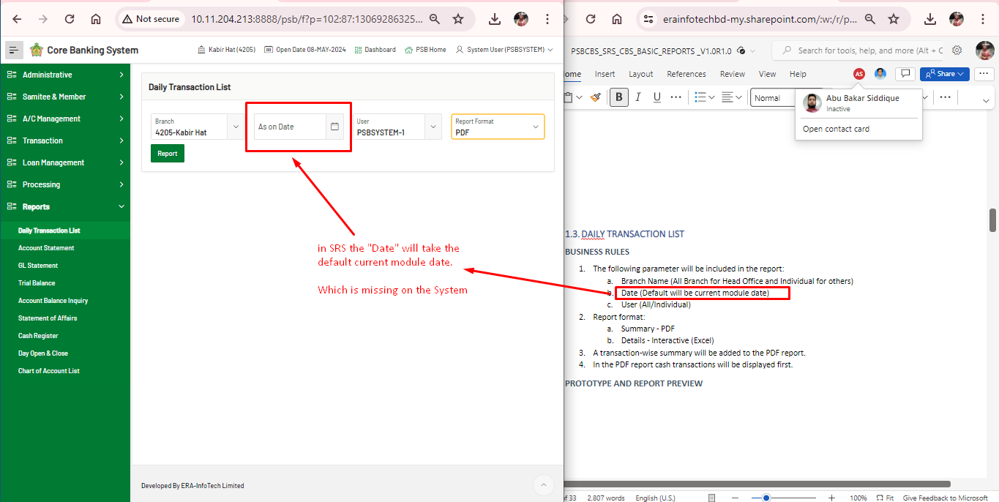 Not secure
10.11.204.213:8888/psb/f?p=102:87:13069286325...
erainfotechbd-my.sharepoint.com/:w:/r/p...
Core Banking System
Kabir Hat (4205)
Open Date 08-MAY-2024
Dashboard
PSB Home
System User (PSBSYSTEM)
Administrative
Samitee & Member
A/C Management
Transaction
Loan Management
Processing
Reports
Daily Transaction List
Account Statement
GL Statement
Trial Balance
Account Balance Inquiry
Statement of Affairs
Cash Register
Day Open & Close
Chart of Account List
Daily Transaction List
Branch
4205-Kabir Hat
As on Date
User
PSBSYSTEM-1
Report Format
PDF
Report
in SRS the "Date" will take the
default current module date.
Which is missing on the System
Developed By ERA-InfoTech Limited
PSBCBS_SRS_CBS_BASIC_REPORTS _V1.0R1.0
Search for tools, help, and more (Alt + C
ome
Insert
Layout
References
Review
View
Help
AS
Share
B
I
U
Normal
Abu Bakar Siddique
Inactive
Open contact card
1.3. DAILY TRANSACTION LIST
BUSINESS RULES
1. The following parameter will be included in the report:
a. Branch Name (All Branch for Head Office and Individual for others)
b. Date (Default will be current module date)
c. User (All/Individual)
2. Report format:
a. Summary - PDF
b. Details - Interactive (Excel)
3. A transaction-wise summary will be added to the PDF report.
4. In the PDF report cash transactions will be displayed first.
PROTOTYPE AND REPORT PREVIEW
of 33
2,807 words
English (U.S.)
100%
Fit
Give Feedback to Microsoft